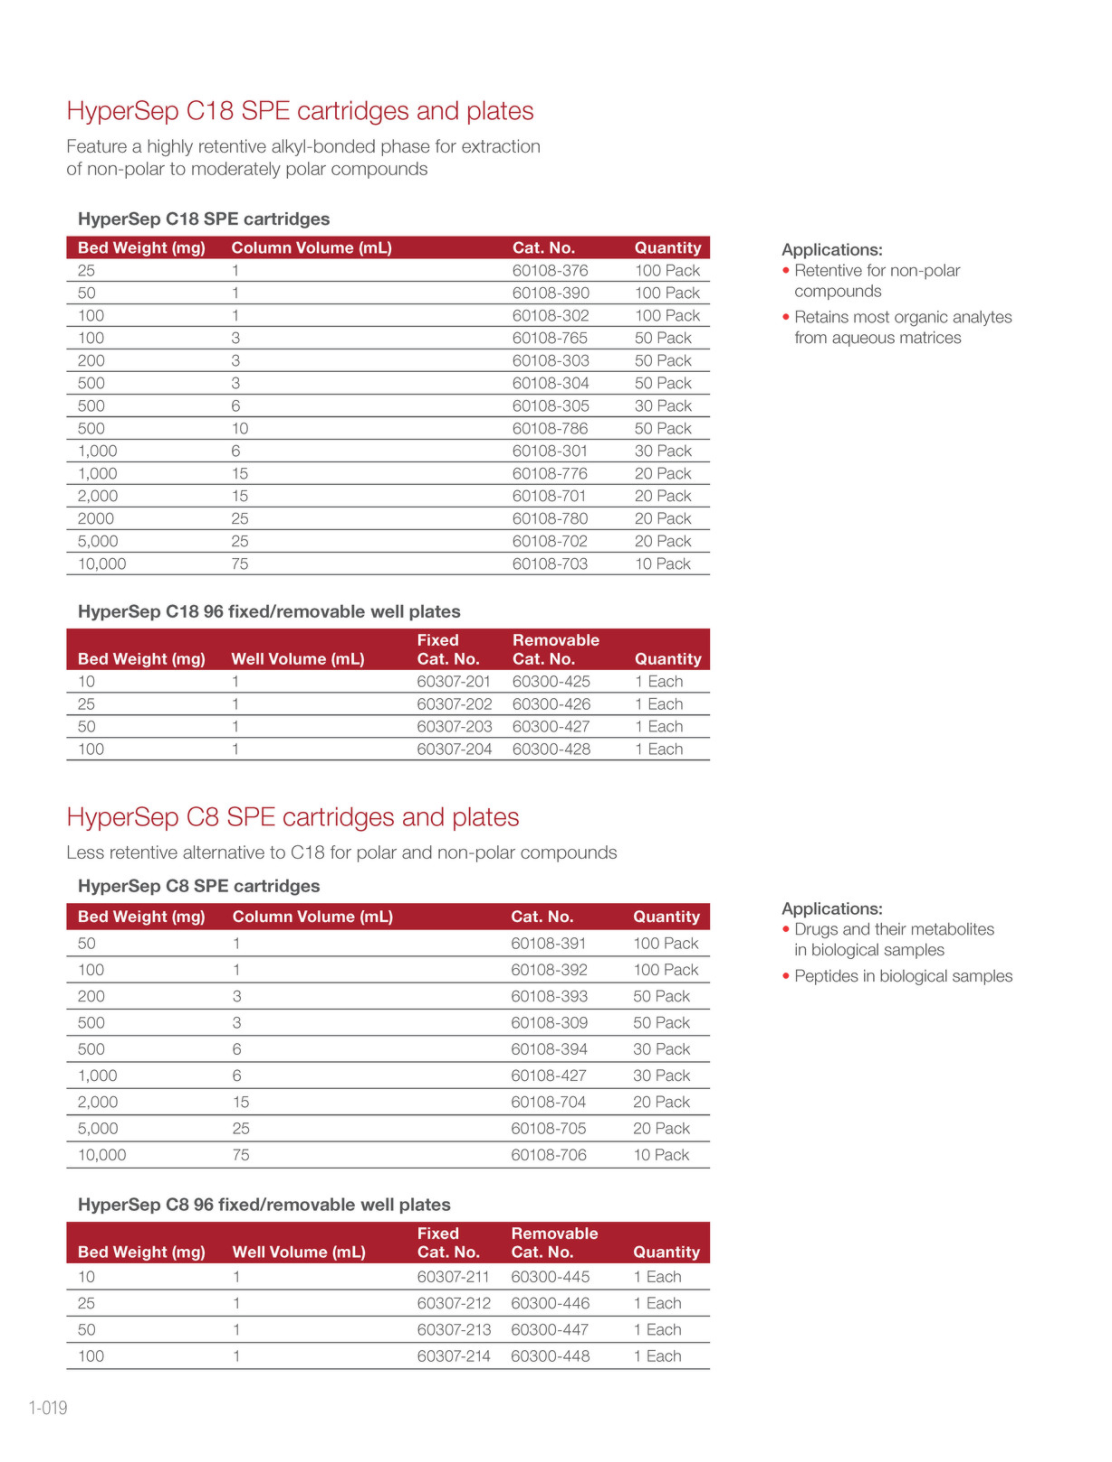 HyperSep C18 SPE cartridges and plates
Feature a highly retentive alkyl-bonded phase for extraction
of non-polar to moderately polar compounds
HyperSep C18 SPE cartridges
Bed Weight (mg) Column Volume (mL) Cat. No. Quantity
25 1 60108-376 100 Pack
50 1 60108-390 100 Pack
100 1 60108-302 100 Pack
100 3 60108-765 50 Pack
200 3 60108-303 50 Pack
500 3 60108-304 50 Pack
500 6 60108-305 30 Pack
500 10 60108-786 50 Pack
1,000 6 60108-301 30 Pack
1,000 15 60108-776 20 Pack
2,000 15 60108-701 20 Pack
2000 25 60108-780 20 Pack
5,000 25 60108-702 20 Pack
10,000 75 60108-703 10 Pack
Applications:
• Retentive for non-polar
compounds
• Retains most organic analytes
from aqueous matrices
HyperSep C18 96 fixed/removable well plates
Fixed Removable
Bed Weight (mg) Well Volume (mL) Cat. No. Cat. No. Quantity
10 1 60307-201 60300-425 1 Each
25 1 60307-202 60300-426 1 Each
50 1 60307-203 60300-427 1 Each
100 1 60307-204 60300-428 1 Each
HyperSep C8 SPE cartridges and plates
Less retentive alternative to C18 for polar and non-polar compounds
HyperSep C8 SPE cartridges
Bed Weight (mg) Column Volume (mL) Cat. No. Quantity
50 1 60108-391 100 Pack
100 1 60108-392 100 Pack
200 3 60108-393 50 Pack
500 3 60108-309 50 Pack
500 6 60108-394 30 Pack
1,000 6 60108-427 30 Pack
2,000 15 60108-704 20 Pack
5,000 25 60108-705 20 Pack
10,000 75 60108-706 10 Pack
Applications:
• Drugs and their metabolites
in biological samples
• Peptides in biological samples
HyperSep C8 96 fixed/removable well plates
Fixed Removable
Bed Weight (mg) Well Volume (mL) Cat. No. Cat. No. Quantity
10 1 60307-211 60300-445 1 Each
25 1 60307-212 60300-446 1 Each
50 1 60307-213 60300-447 1 Each
100 1 60307-214 60300-448 1 Each
1-019